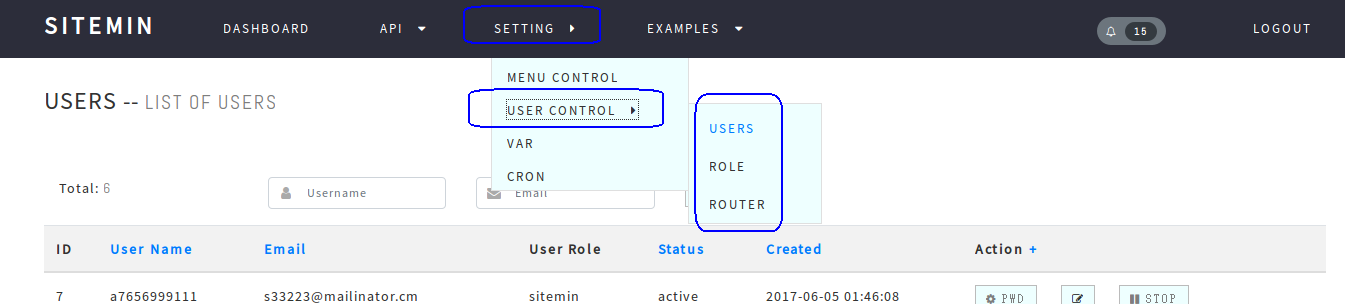 SITEMIN DASHBOARD API SETTING EXAMPLES 15 LOGOUT
MENU CONTROL
USERS -- LIST OF USERS
USER CONTROL
USERS
VAR
ROLE
CRON
Total: 6 Username Email
ROUTER
ID User Name Email User Role Status Created Action +
7 a7656999111 s33223@mailinator.cm sitemin active 2017-06-05 01:46:08 PWD STOP